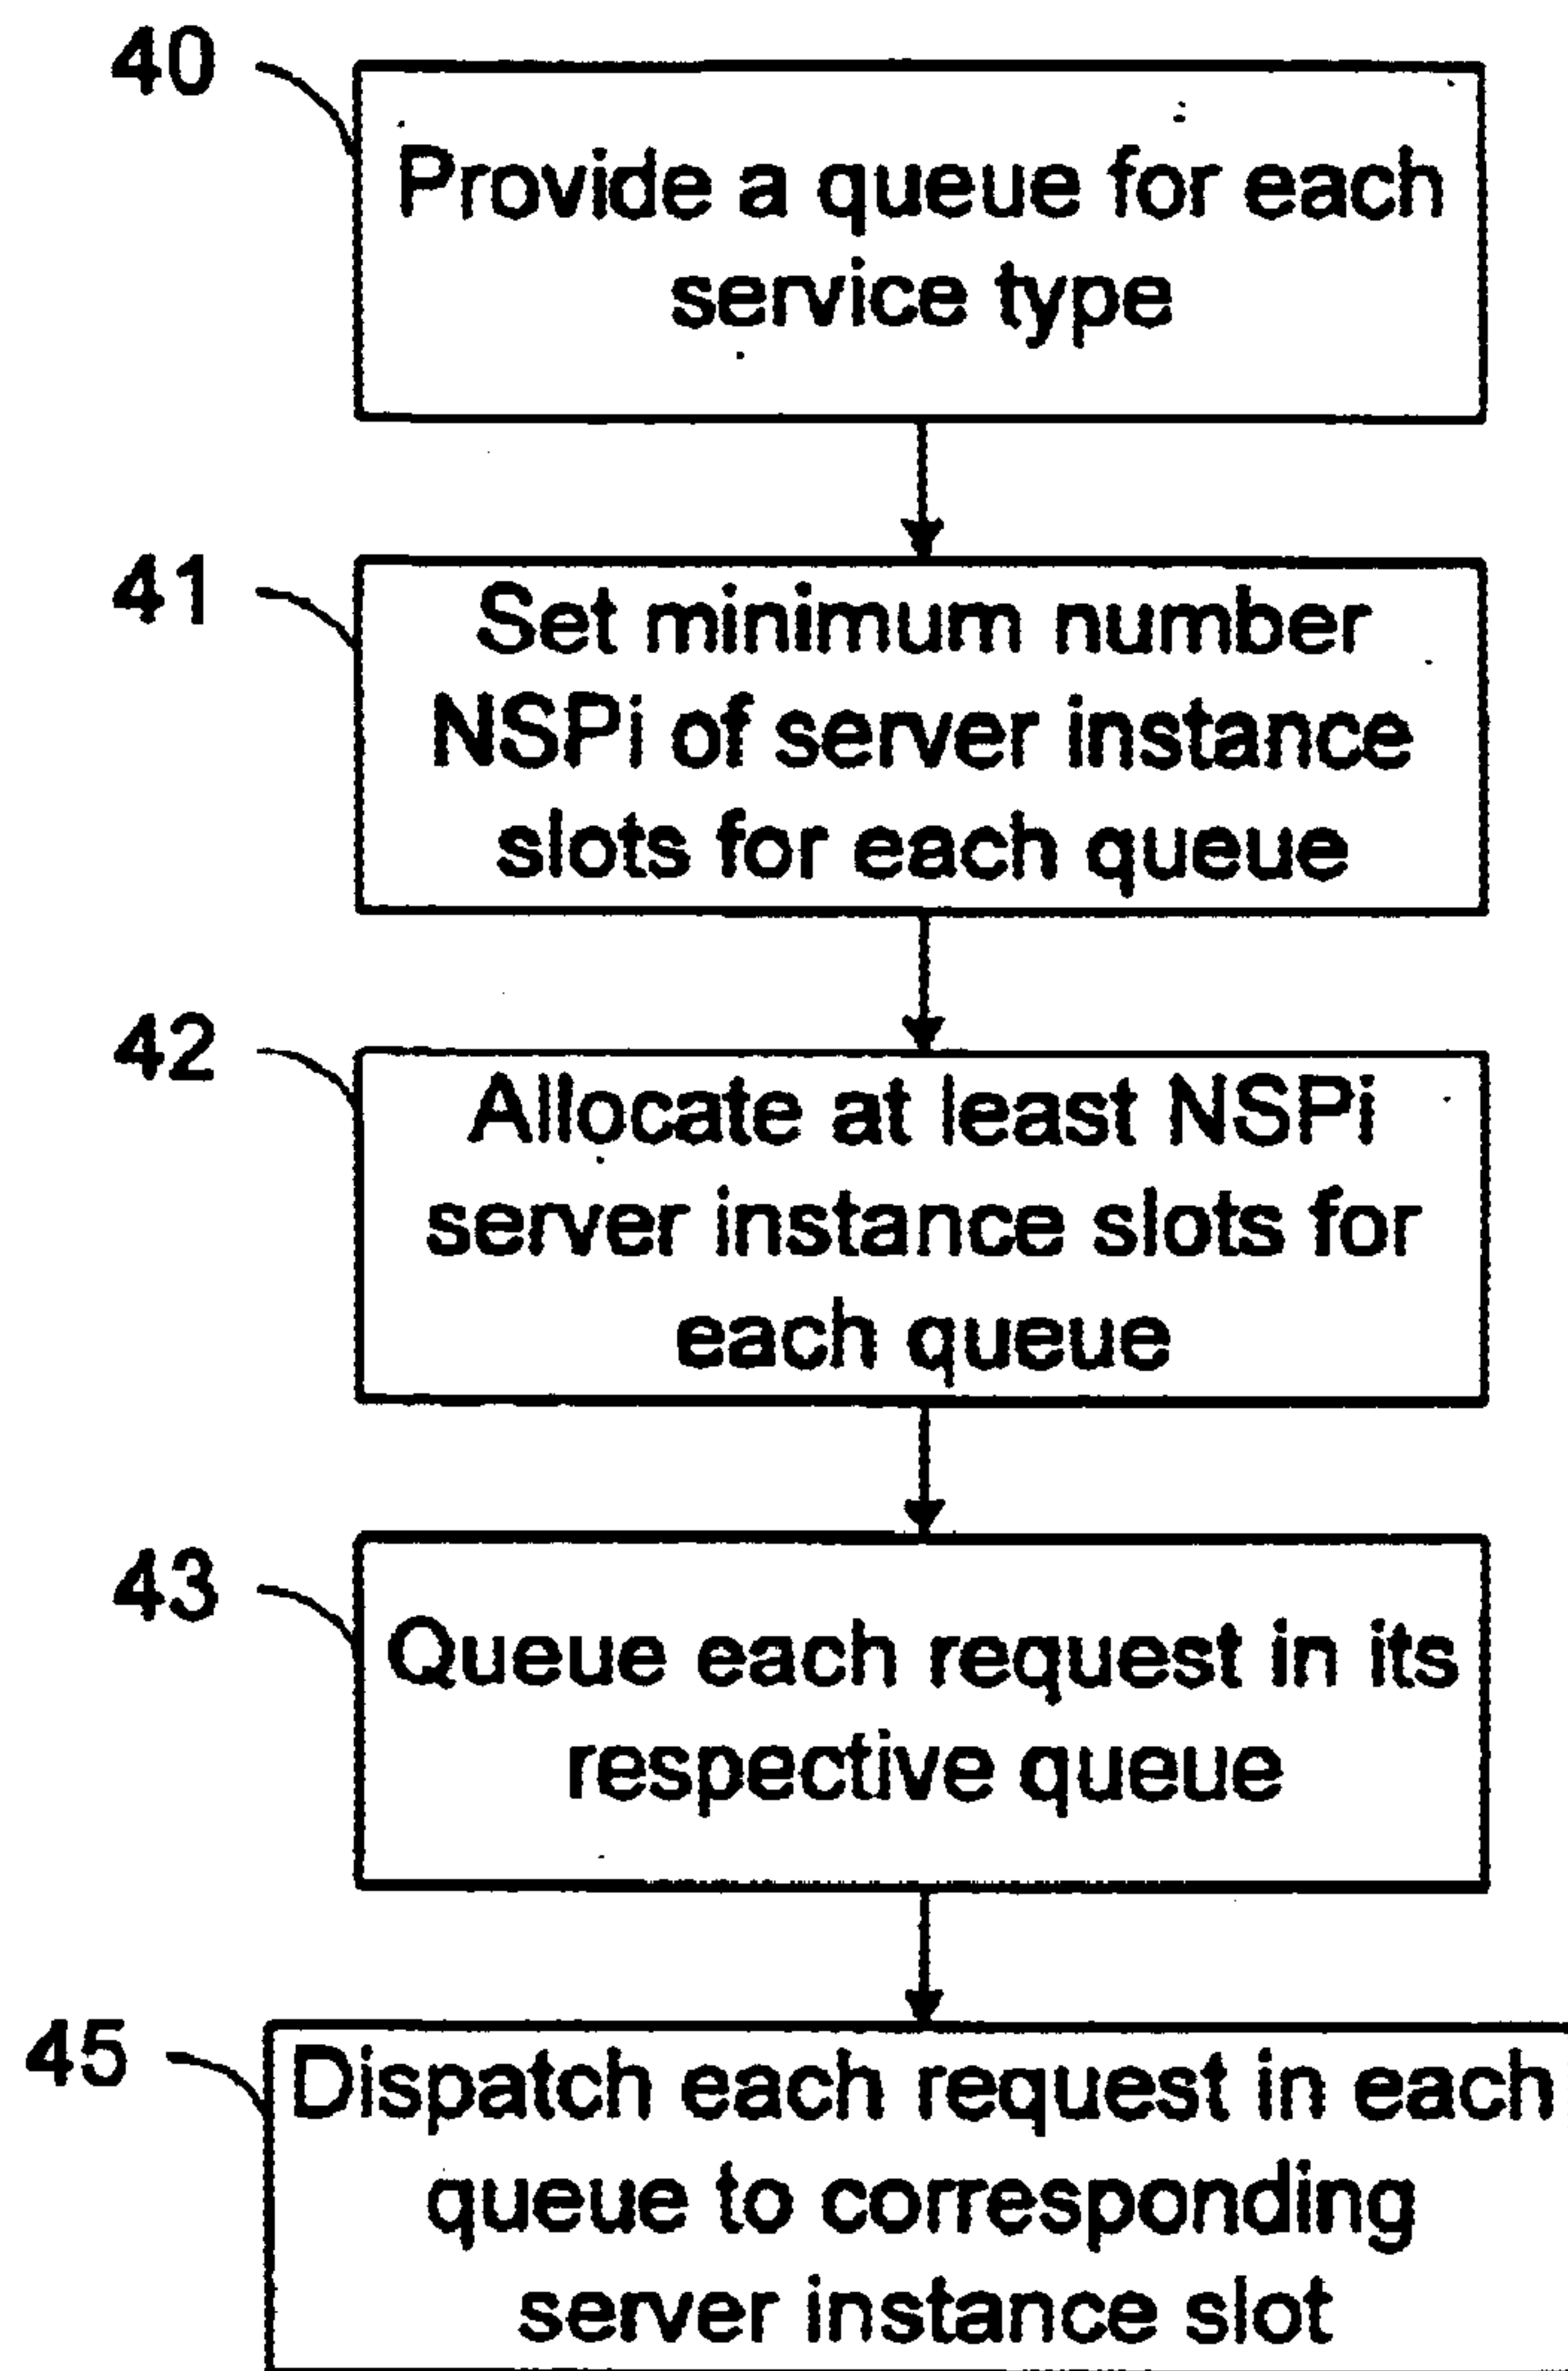 40
Provide a queue for each
service type
41
Set minimum number
NSPi of server instance
slots for each queue
42
Allocate at least NSPi
server instance slots for
each queue
43
Queue each request in its
respective queue
45
Dispatch each request in each
queue to corresponding
server instance slot